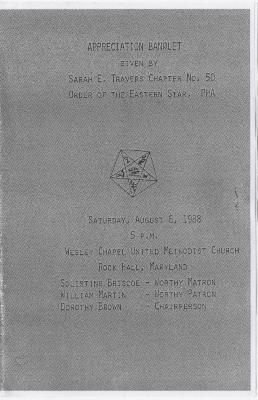 APPRECIATION BANQUET
GIVEN BY
SARAH E. TRAVERS CHAPTER NO. 50
ORDER OF THE EASTERN STAR, PHA
SATURDAY, AUGUST 6, 1988
5 P.M.
WESLEY CHAPEL UNITED METHODIST CHURCH
ROCK HALL, MARYLAND
SOLISTINE BRISCOE - WORTHY MATRON
WILLIAM MARTIN - WORTHY PATRON
DOROTHY BROWN - CHAIRPERSON